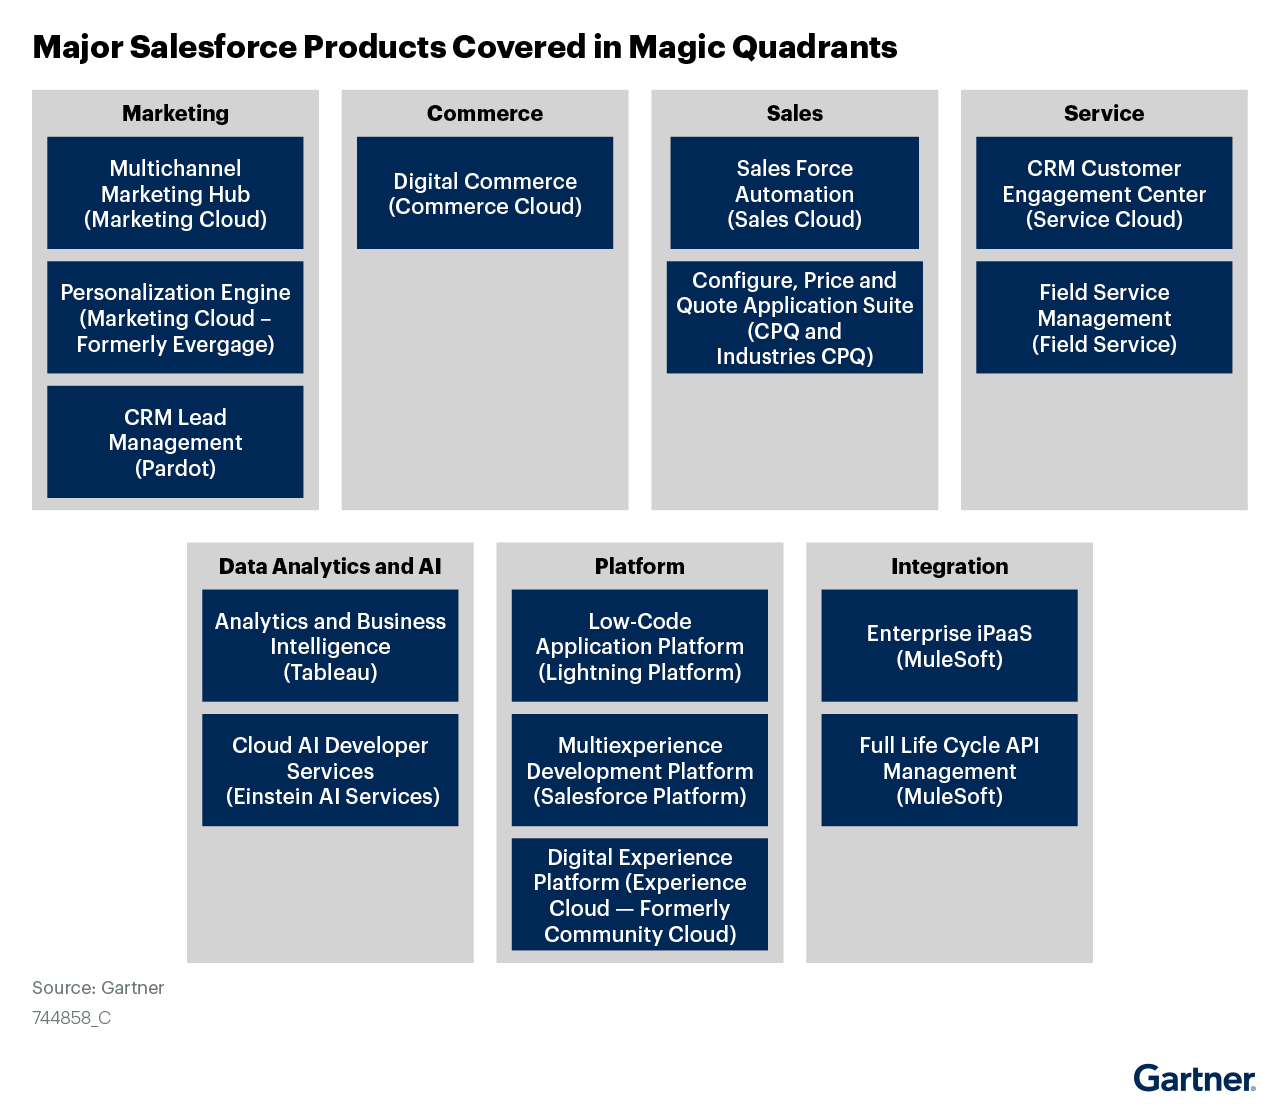 Major Salesforce Products Covered in Magic Quadrants
Marketing
Multichannel
Marketing Hub
(Marketing Cloud)
Personalization Engine
(Marketing Cloud –
Formerly Evergage)
CRM Lead
Management
(Pardot)
Commerce
Digital Commerce
(Commerce Cloud)
Sales
Sales Force
Automation
(Sales Cloud)
Configure, Price and
Quote Application Suite
(CPQ and
Industries CPQ)
Service
CRM Customer
Engagement Center
(Service Cloud)
Field Service
Management
(Field Service)
Data Analytics and AI
Analytics and Business
Intelligence
(Tableau)
Cloud AI Developer
Services
(Einstein AI Services)
Platform
Low-Code
Application Platform
(Lightning Platform)
Multiexperience
Development Platform
(Salesforce Platform)
Digital Experience
Platform (Experience
Cloud — Formerly
Community Cloud)
Integration
Enterprise iPaaS
(MuleSoft)
Full Life Cycle API
Management
(MuleSoft)
Source: Gartner
744858_C
Gartner®